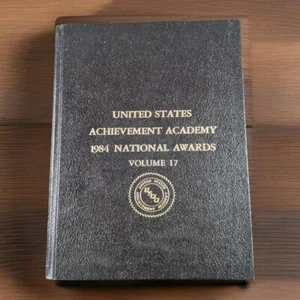 UNITED STATES
ACHIEVEMENT ACADEMY
1984 NATIONAL AWARDS
VOLUME 17